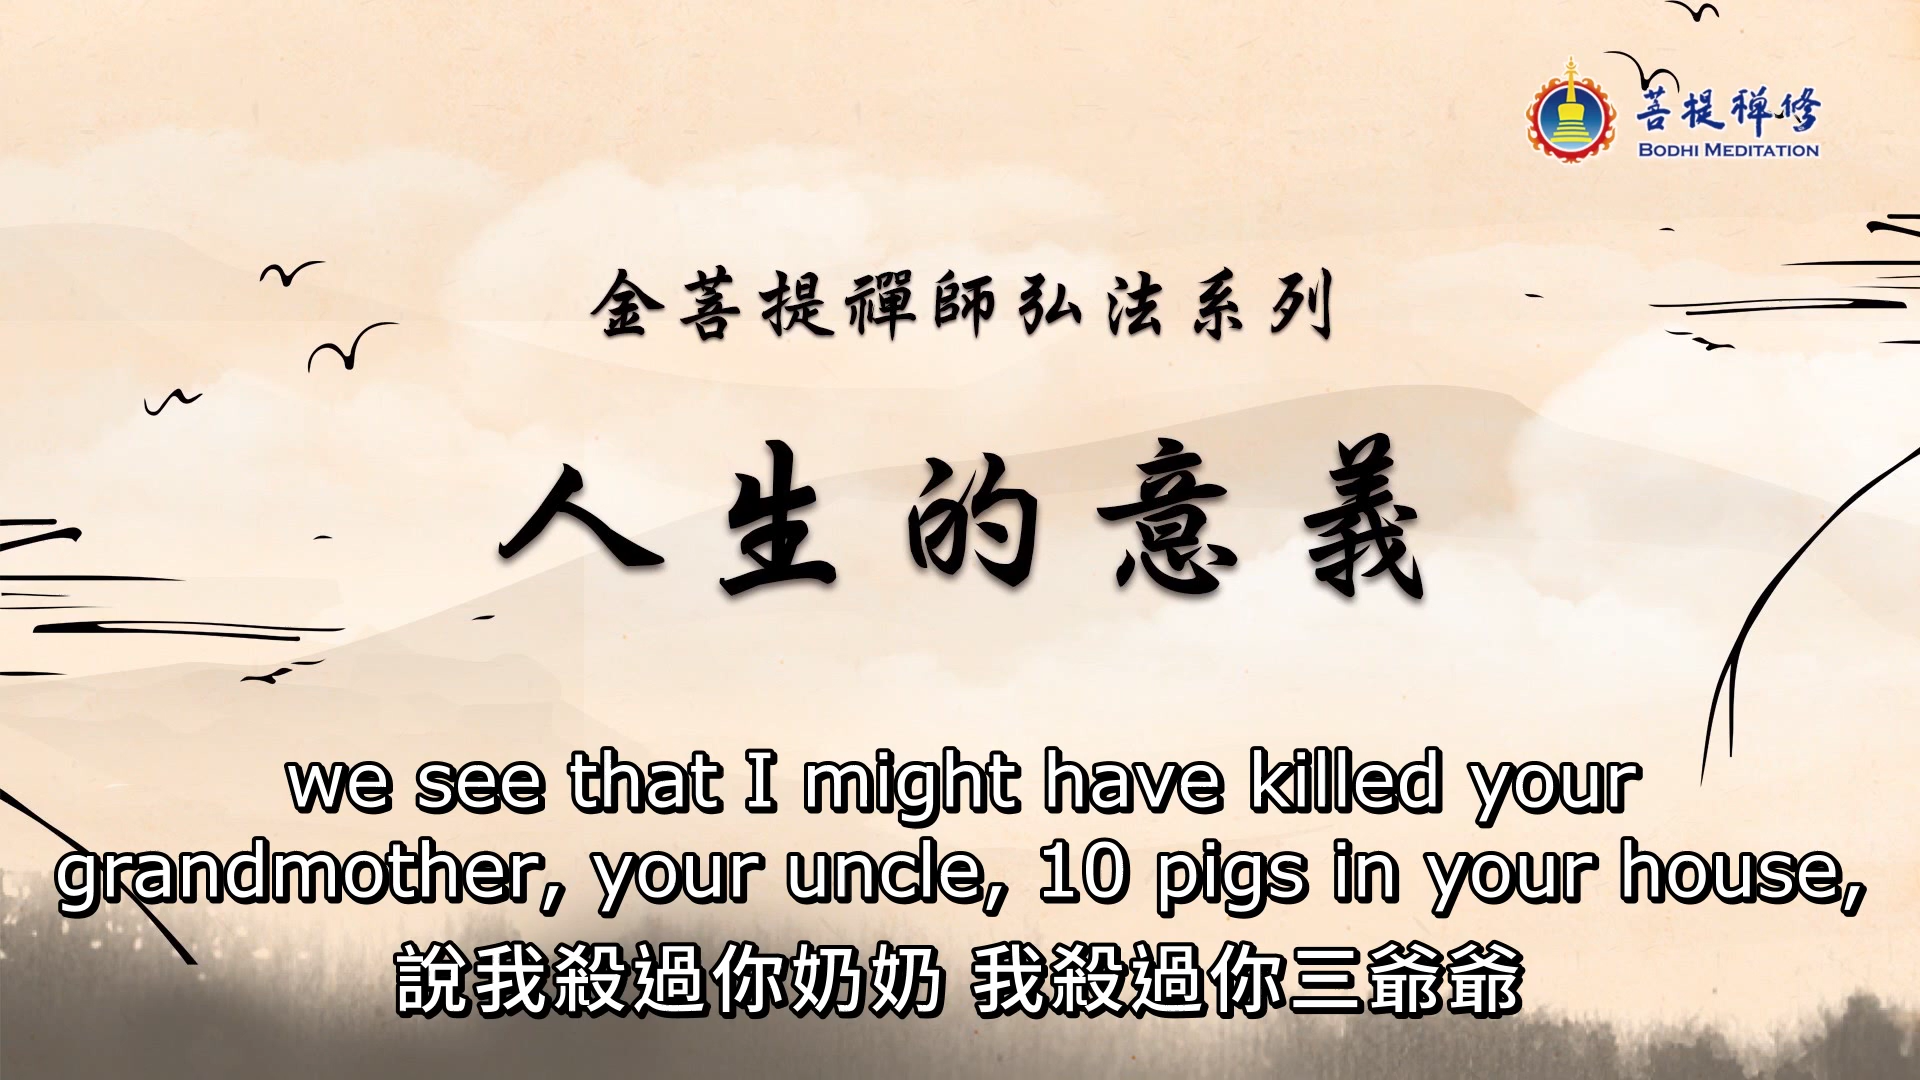 菩提禪修
BODHI MEDITATION
金菩提禪師弘法系列
人生的意義
we see that I might have killed your
grandmother, your uncle, 10 pigs in your house,
說我殺過你奶奶 我殺過你三爺爺